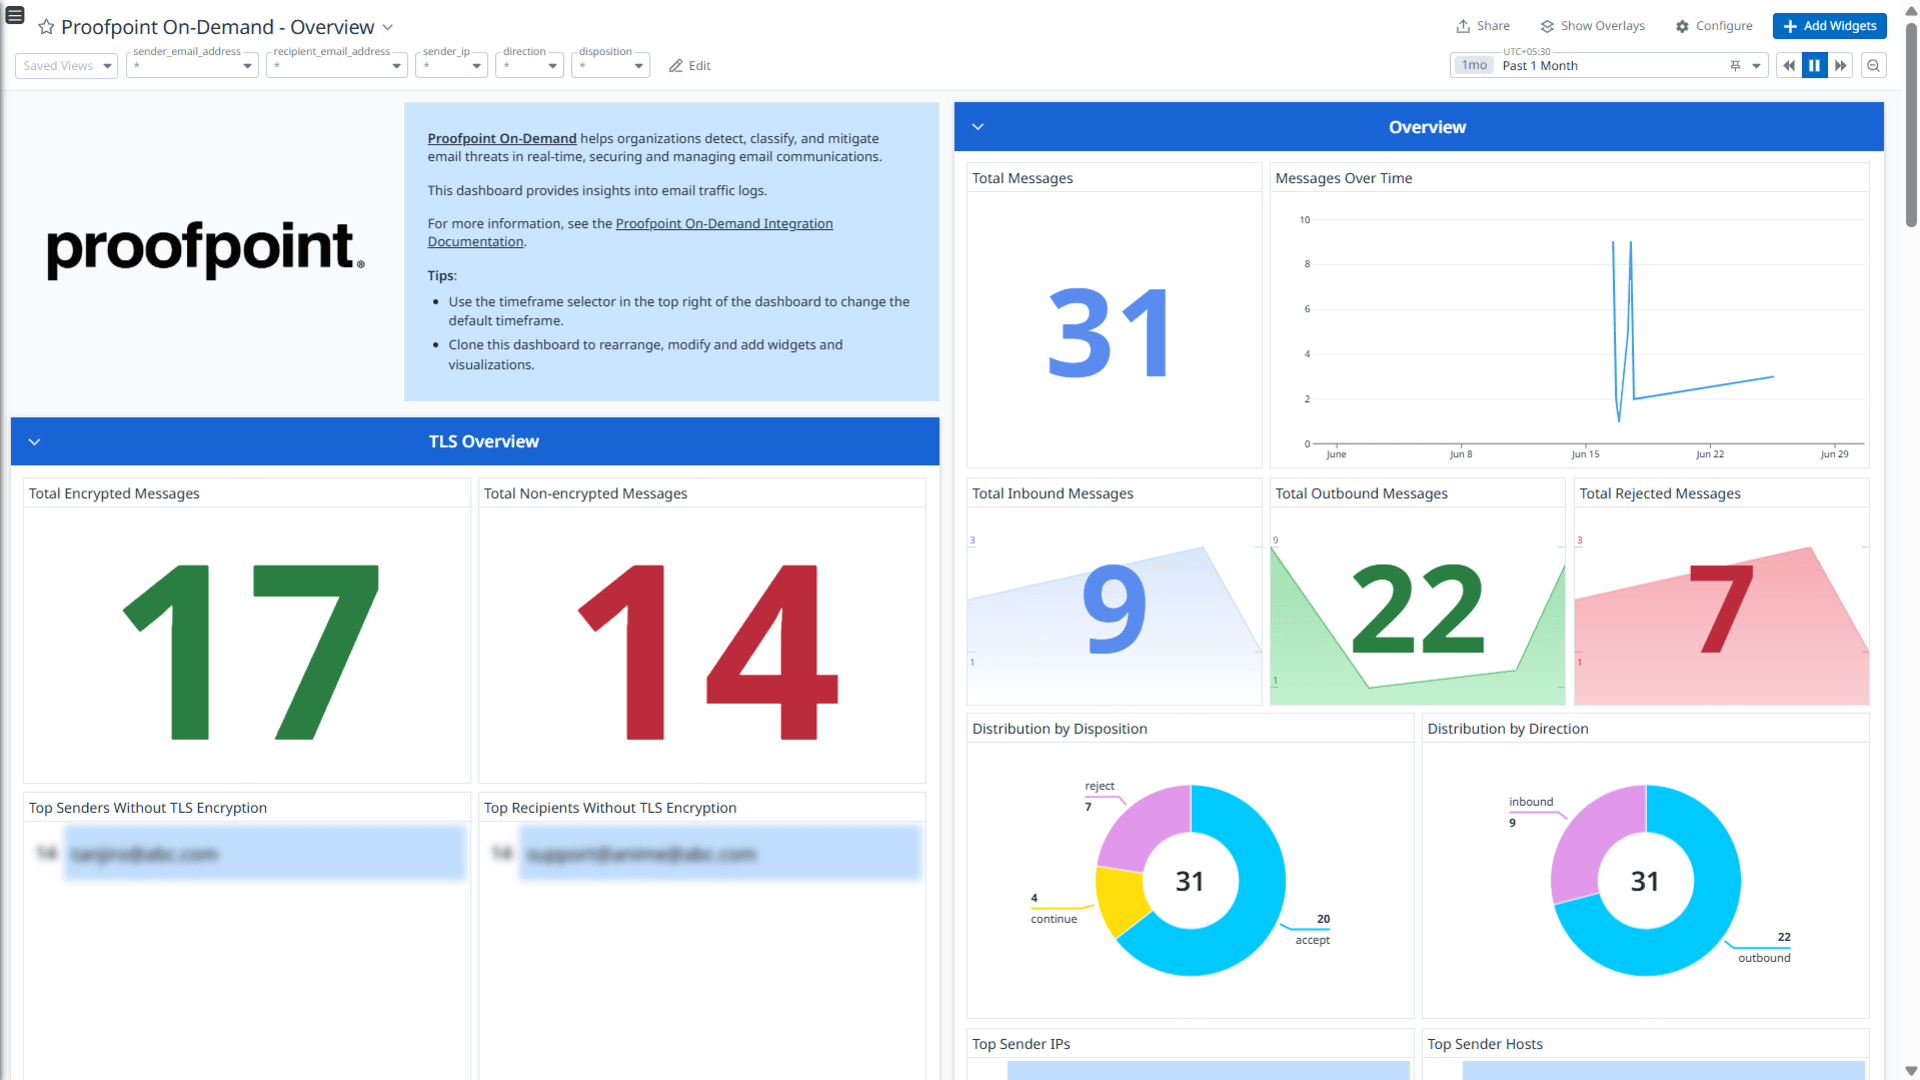 Proofpoint On-Demand - Overview
Share
Show Overlays
Configure
Add Widgets
Saved Views
sender_email_address
*
recipient_email_address
*
sender_ip
*
direction
*
disposition
*
Edit
UTC+05:30
1mo
Past 1 Month
proofpoint®
Proofpoint On-Demand helps organizations detect, classify, and mitigate
email threats in real-time, securing and managing email communications.
This dashboard provides insights into email traffic logs.
For more information, see the Proofpoint On-Demand Integration
Documentation.
Tips:
• Use the timeframe selector in the top right of the dashboard to change the
default timeframe.
• Clone this dashboard to rearrange, modify and add widgets and
visualizations.
TLS Overview
Total Encrypted Messages
17
Total Non-encrypted Messages
14
Top Senders Without TLS Encryption
14
Top Recipients Without TLS Encryption
14
Overview
Total Messages
31
Messages Over Time
10
8
6
4
2
0
June
Jun 8
Jun 15
Jun 22
Jun 29
Total Inbound Messages
3
9
1
Total Outbound Messages
9
22
1
Total Rejected Messages
3
7
1
Distribution by Disposition
reject
7
31
4
continue
20
accept
Distribution by Direction
inbound
9
31
22
outbound
Top Sender IPs
Top Sender Hosts